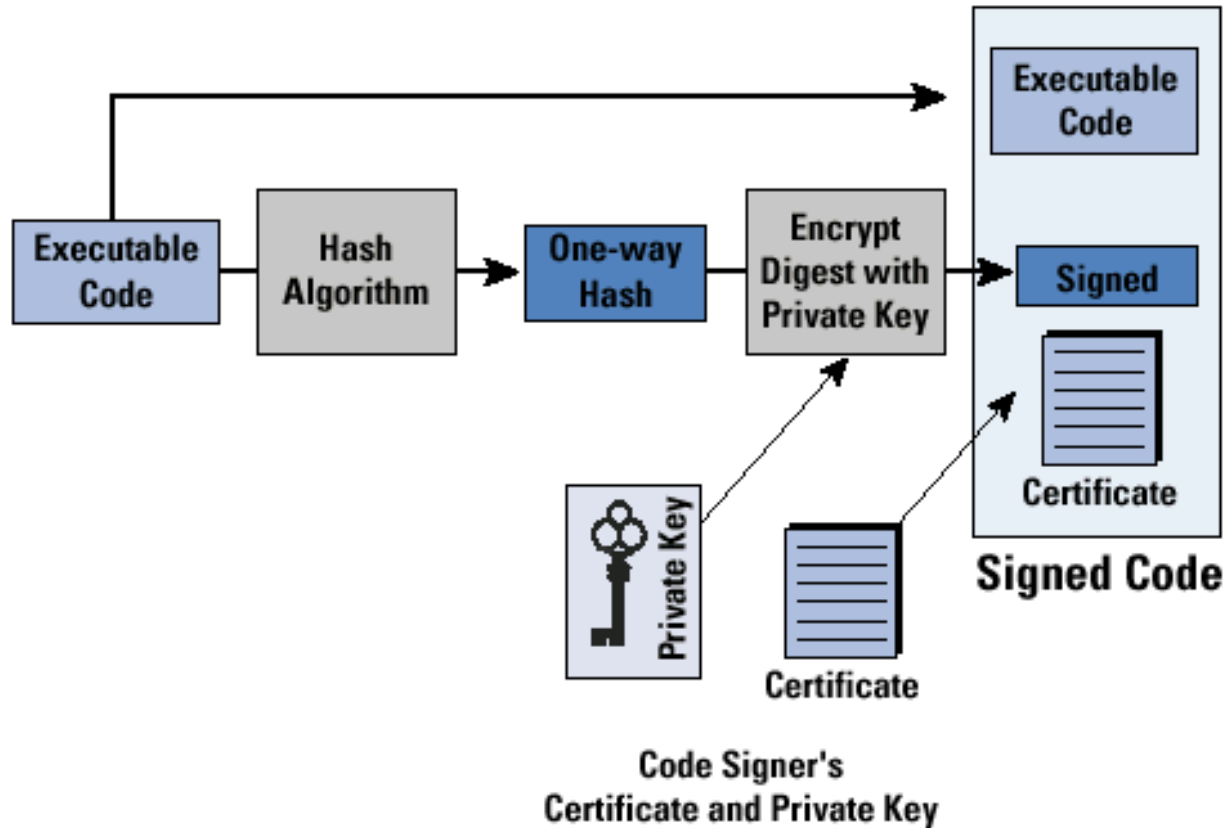 Executable
Code
Executable
Code
Hash
Algorithm
One-way
Hash
Encrypt
Digest with
Private Key
Signed
Certificate
Signed Code
Private Key
Certificate
Code Signer's
Certificate and Private Key